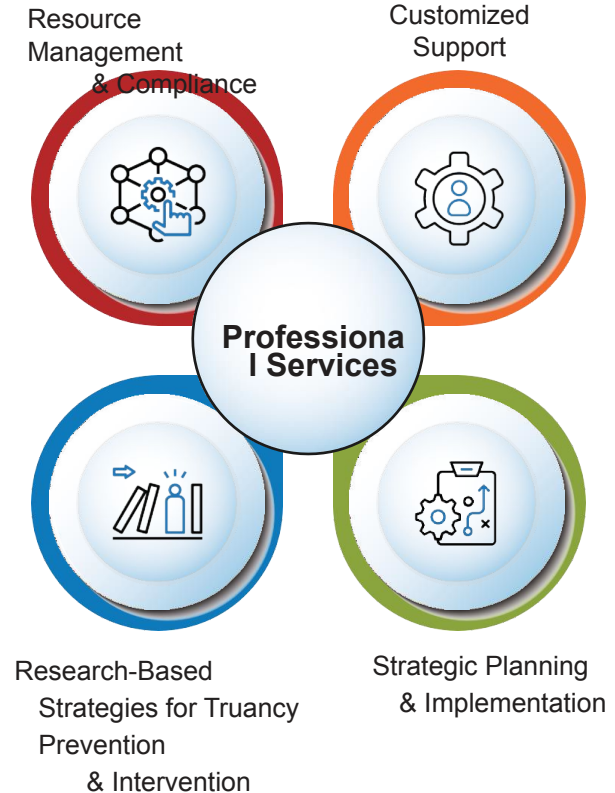 Resource
Management
& Compliance
Customized
Support
Professiona
l Services
Research-Based
Strategies for Truancy
Prevention
& Intervention
Strategic Planning
& Implementation